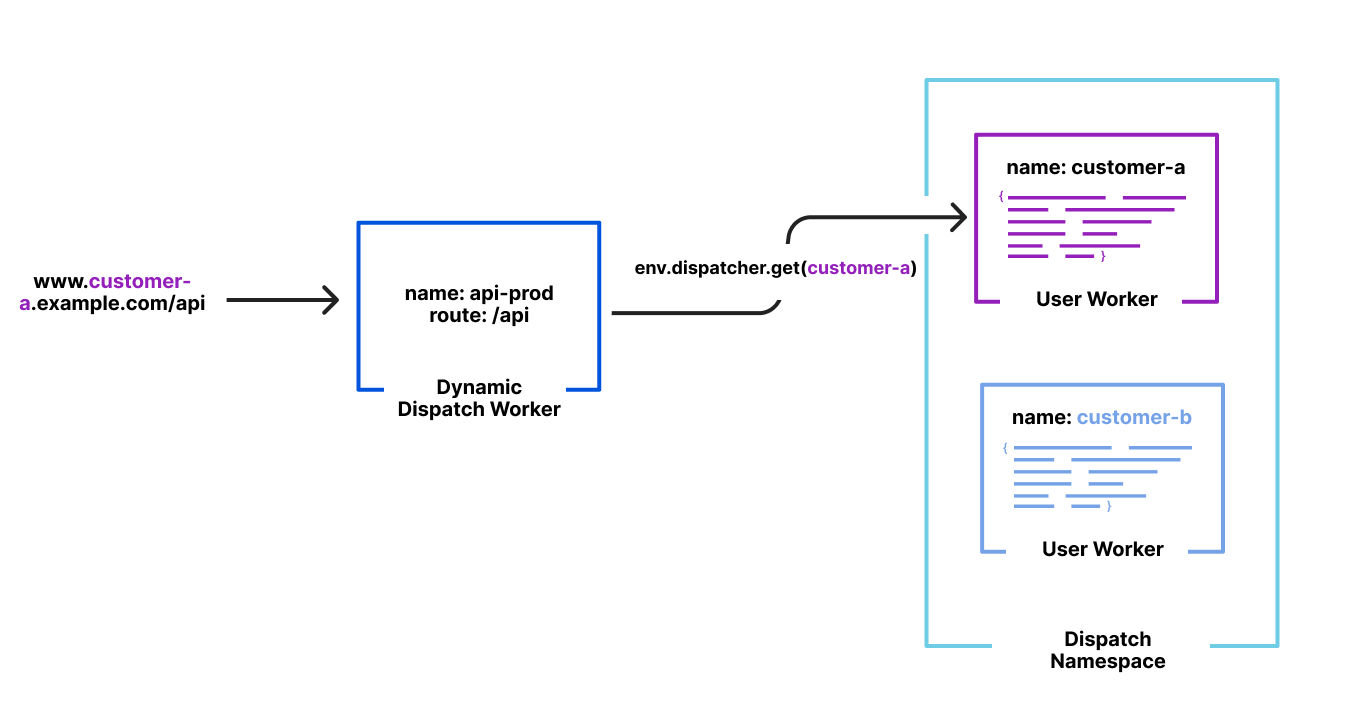 www.customer-
a.example.com/api
name: api-prod
route: /api
Dynamic
Dispatch Worker
env.dispatcher.get(customer-a)
name: customer-a
{
}
User Worker
name: customer-b
{
}
User Worker
Dispatch
Namespace